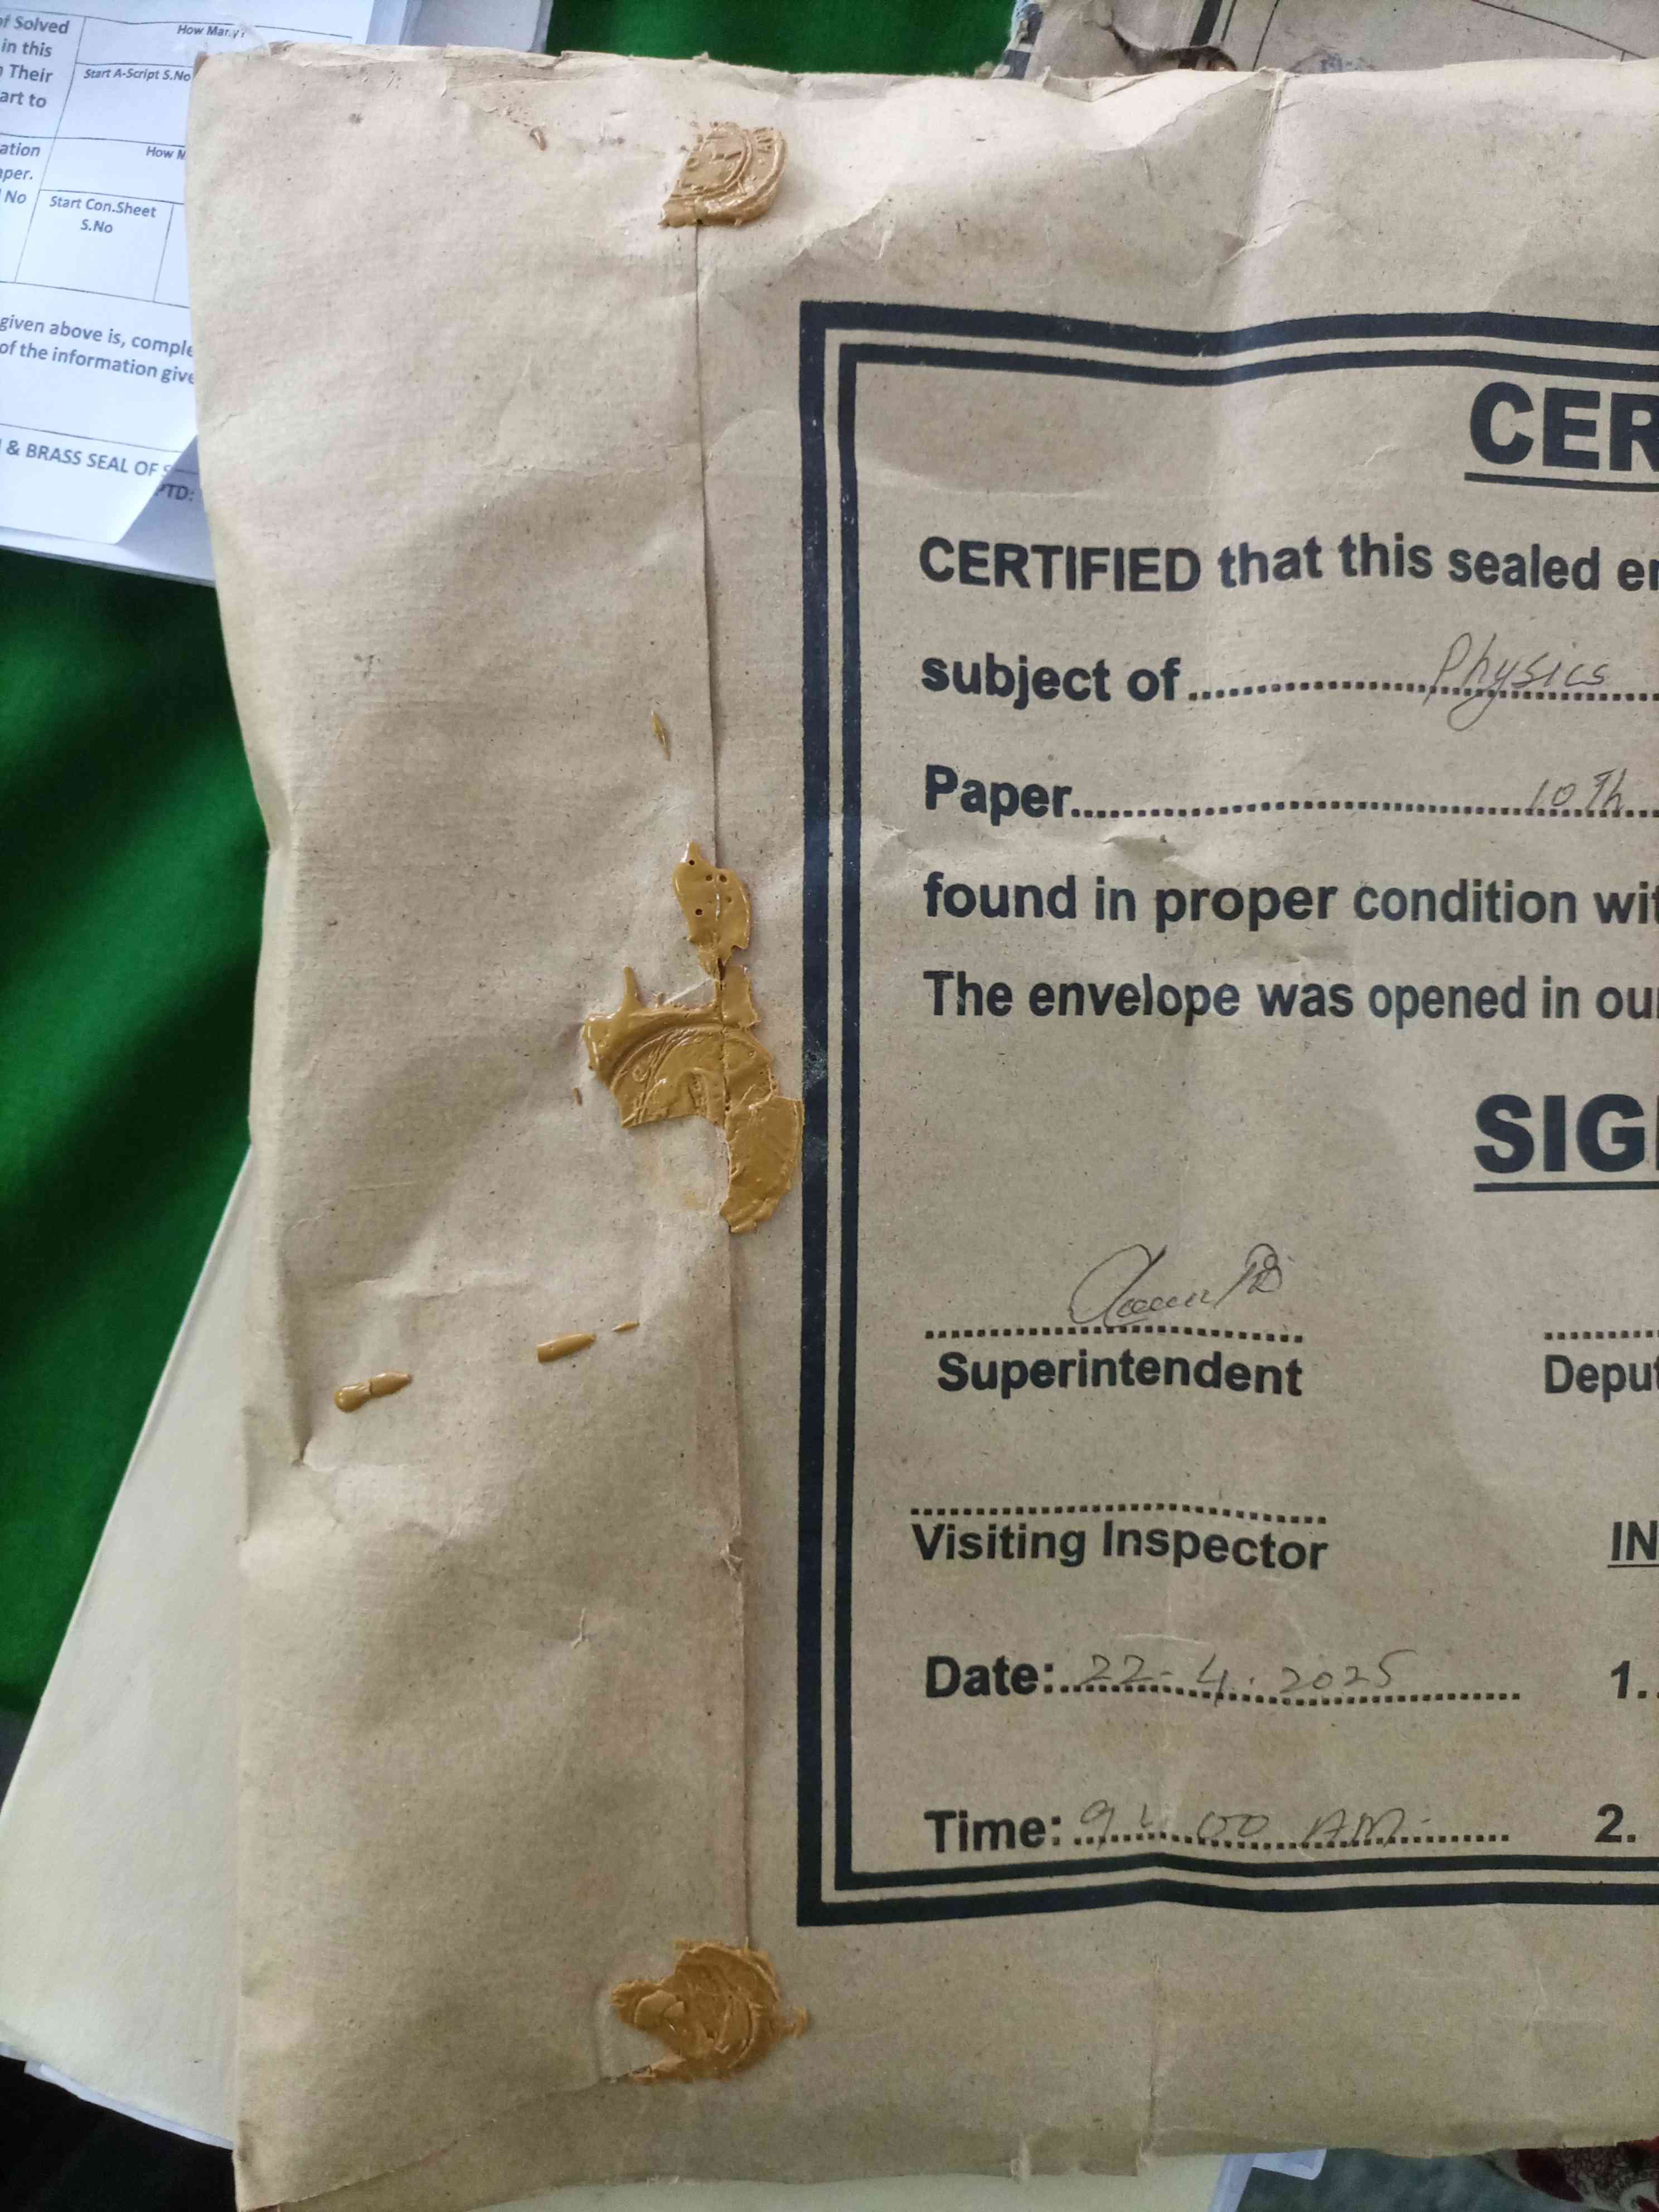 of Solved
in this
Their
art to
How Many
Start A-Script S.No
ation
per.
No
How M
Start Con.Sheet
S.No
given above is, comple
of the information give
& BRASS SEAL OF
PTD:
CER
CERTIFIED that this sealed en
subject of Physics
Paper 10th
found in proper condition wit
The envelope was opened in our
SIG
Superintendent
Deput
Visiting Inspector
IN
Date: 22-4.2025
1.
Time: 9:00 AM
2.